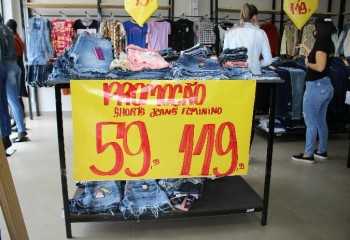 PROMOÇÃO
SHORTS JEANS FEMININO
59,99 119,99